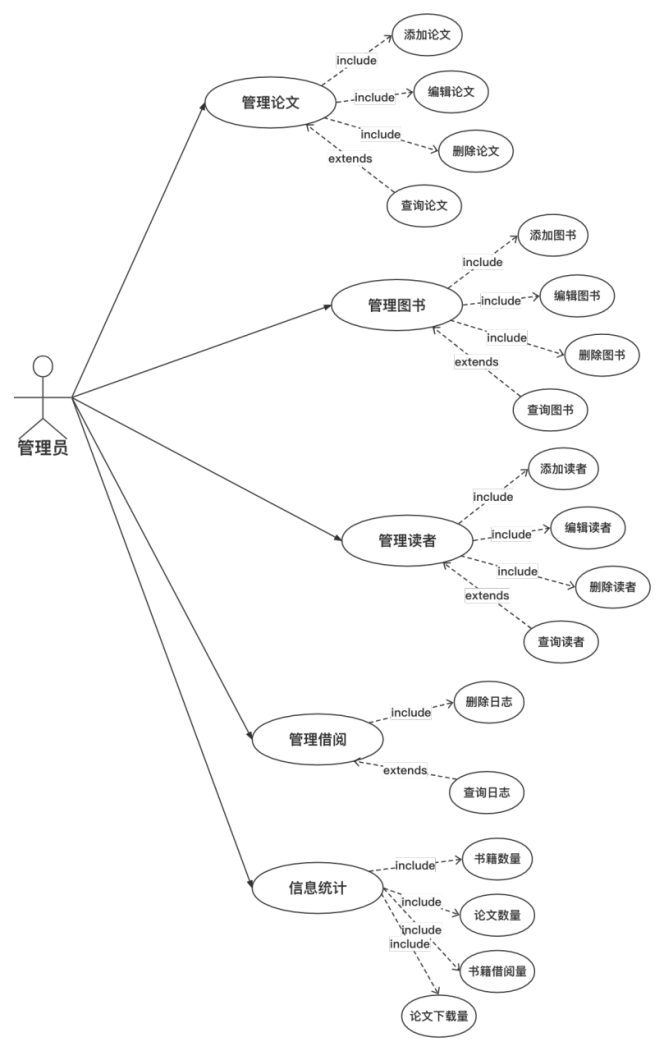 添加论文
include
管理论文
include
编辑论文
include
删除论文
extends
查询论文
添加图书
include
管理图书
include
编辑图书
include
删除图书
extends
查询图书
管理员
添加读者
include
管理读者
include
编辑读者
include
删除读者
extends
查询读者
删除日志
include
管理借阅
extends
查询日志
书籍数量
include
信息统计
include
论文数量
include
include
书籍借阅量
论文下载量